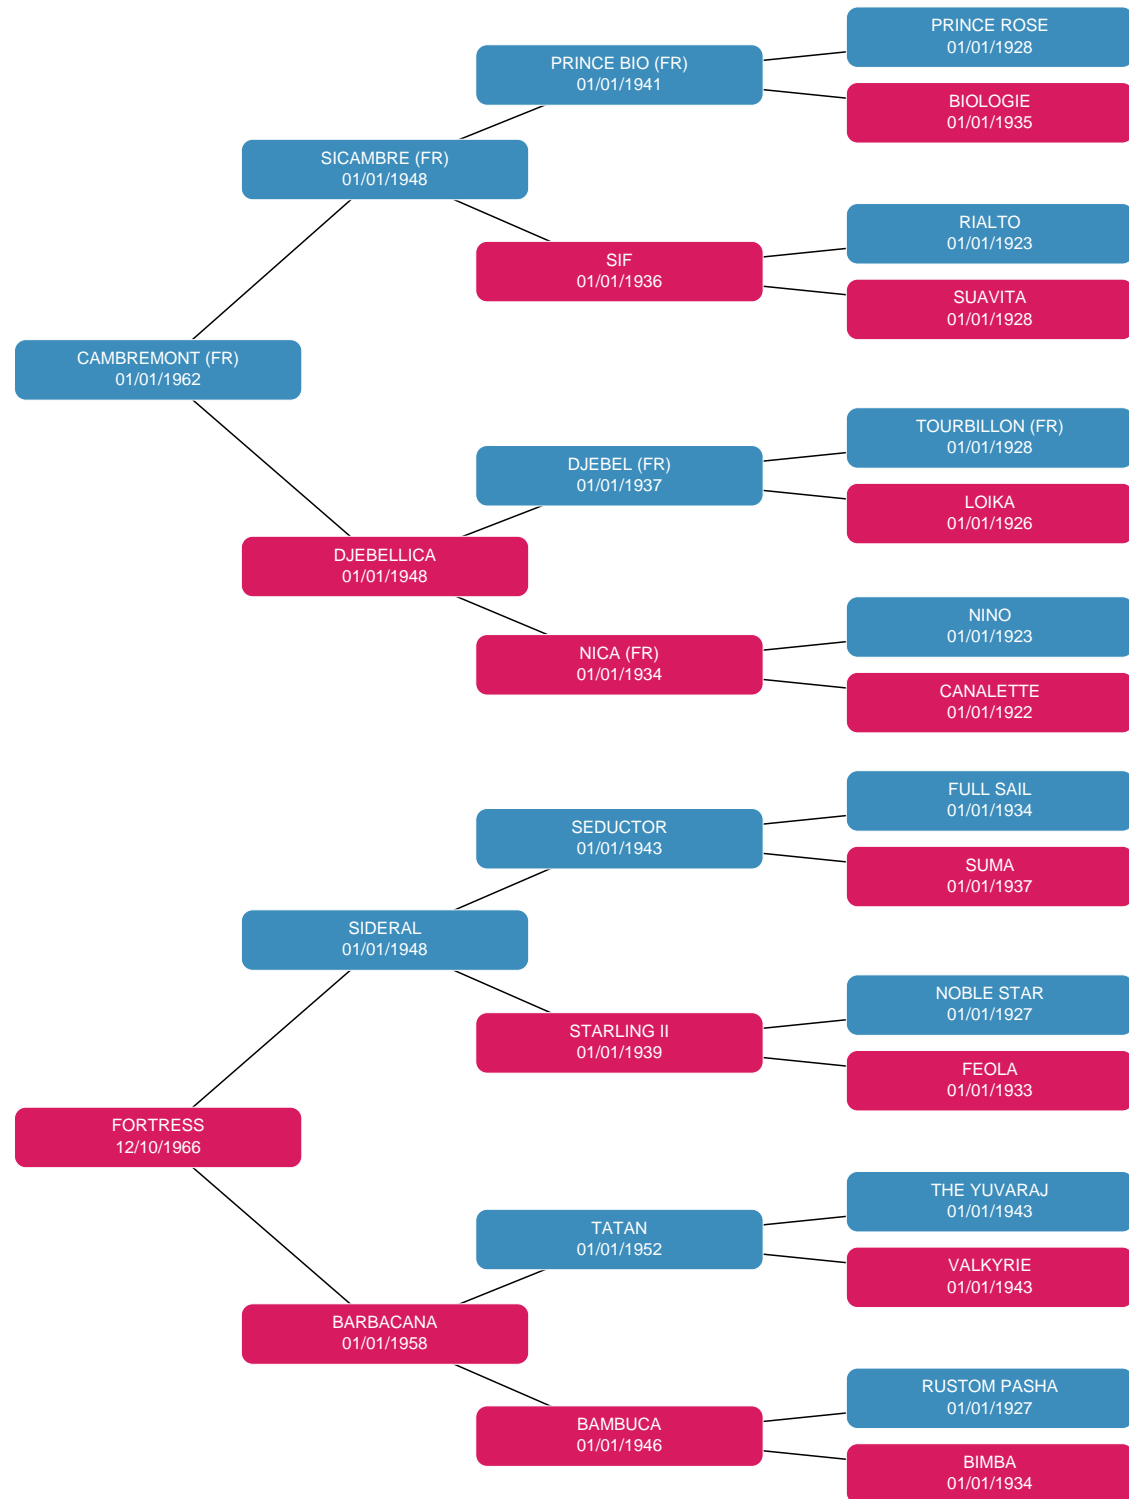 PRINCE ROSE
01/01/1928
PRINCE BIO (FR)
01/01/1941
BIOLOGIE
01/01/1935
SICAMBRE (FR)
01/01/1948
RIALTO
01/01/1923
SIF
01/01/1936
SUAVITA
01/01/1928
CAMBREMONT (FR)
01/01/1962
TOURBILLON (FR)
01/01/1928
DJEBEL (FR)
01/01/1937
LOIKA
01/01/1926
DJEBELLICA
01/01/1948
NINO
01/01/1923
NICA (FR)
01/01/1934
CANALETTE
01/01/1922
FULL SAIL
01/01/1934
SEDUCTOR
01/01/1943
SUMA
01/01/1937
SIDERAL
01/01/1948
NOBLE STAR
01/01/1927
STARLING II
01/01/1939
FEOLA
01/01/1933
FORTRESS
12/10/1966
THE YUVARAJ
01/01/1943
TATAN
01/01/1952
VALKYRIE
01/01/1943
BARBACANA
01/01/1958
RUSTOM PASHA
01/01/1927
BAMBUCA
01/01/1946
BIMBA
01/01/1934